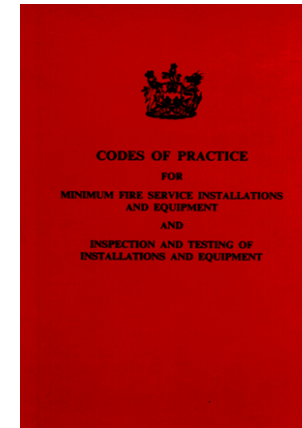 CODES OF PRACTICE
FOR
MINIMUM FIRE SERVICE INSTALLATIONS
AND EQUIPMENT
AND
INSPECTION AND TESTING OF
INSTALLATIONS AND EQUIPMENT